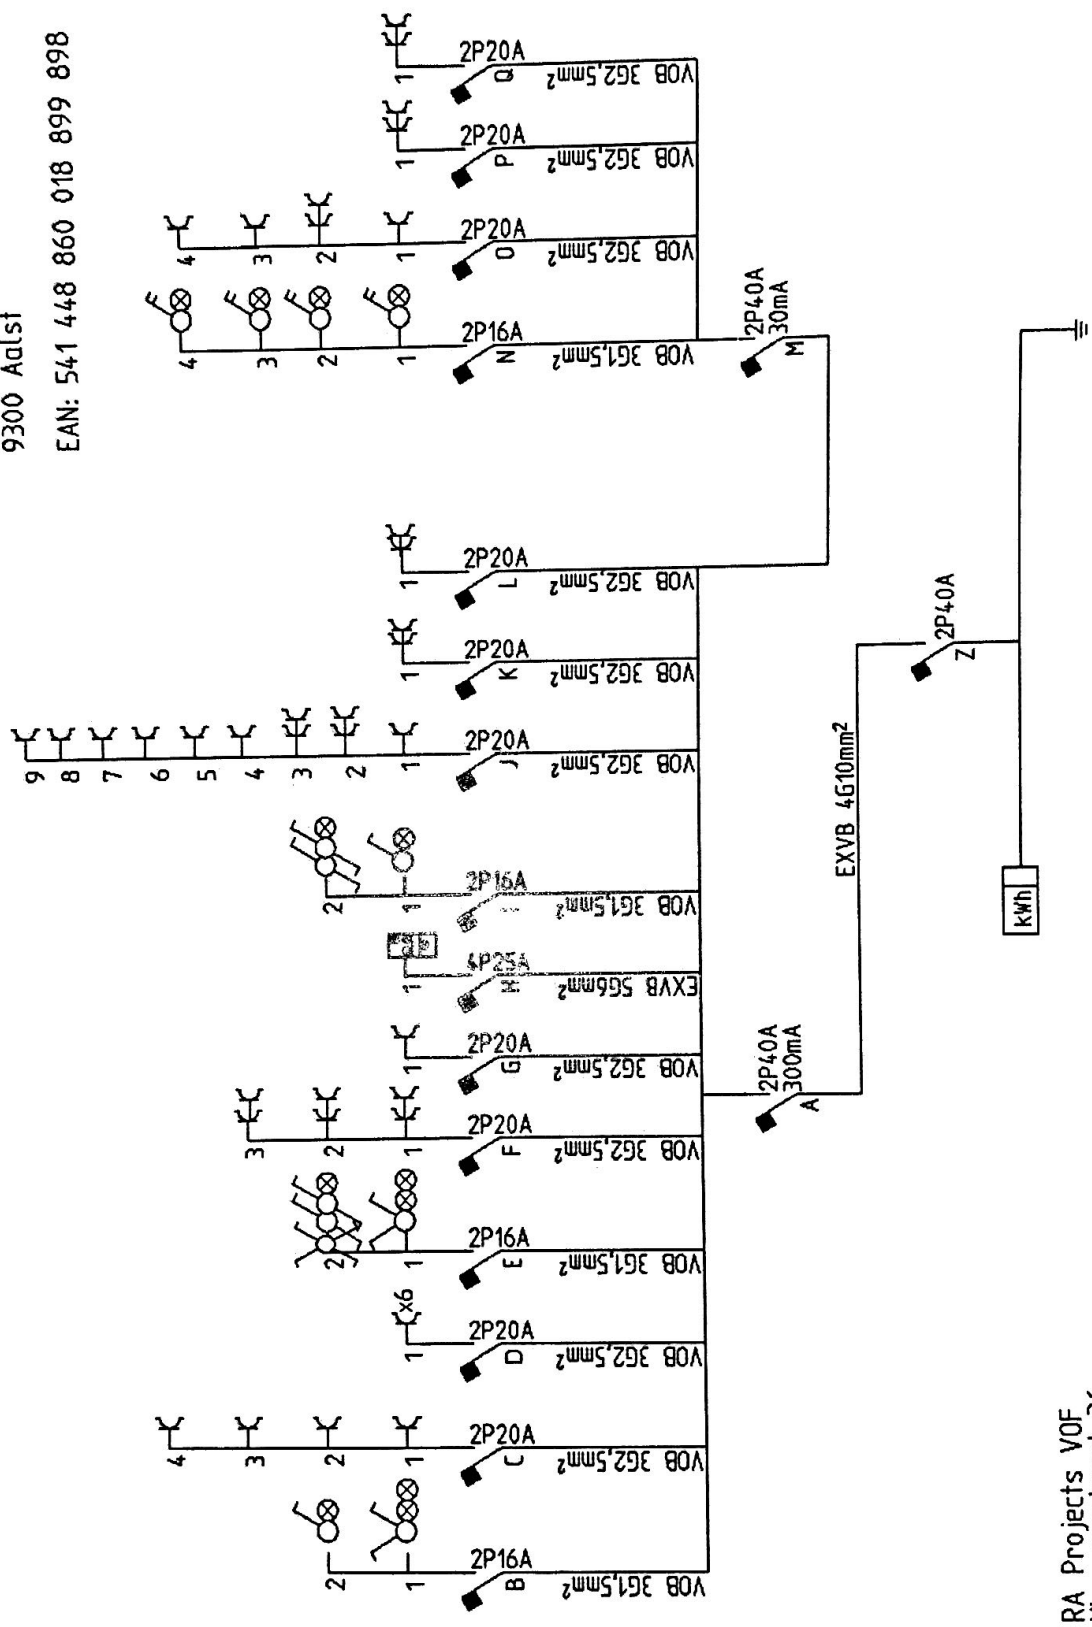 9300 Aalst
EAN: 541 448 860 018 899 898
1
2
2P16A
B
VOB 3G1,5mm²
1
2
3
4
2P20A
C
VOB 3G2,5mm²
1
x6
2P20A
D
VOB 3G2,5mm²
1
2
2P16A
E
VOB 3G1,5mm²
1
2
3
2P20A
F
VOB 3G2,5mm²
1
2P20A
G
VOB 3G2,5mm²
1
4P25A
H
EXVB 5G6mm²
1
2
2P16A
I
VOB 3G1,5mm²
1
2
3
4
5
6
7
8
9
2P20A
J
VOB 3G2,5mm²
1
2P20A
K
VOB 3G2,5mm²
1
2P20A
L
VOB 3G2,5mm²
1
2
3
4
2P16A
N
VOB 3G1,5mm²
1
2
3
4
2P20A
O
VOB 3G2,5mm²
1
2P20A
P
VOB 3G2,5mm²
1
2P20A
Q
VOB 3G2,5mm²
2P40A
300mA
A
2P40A
30mA
M
EXVB 4G10mm²
2P40A
Z
kWh
RA Projects VOF